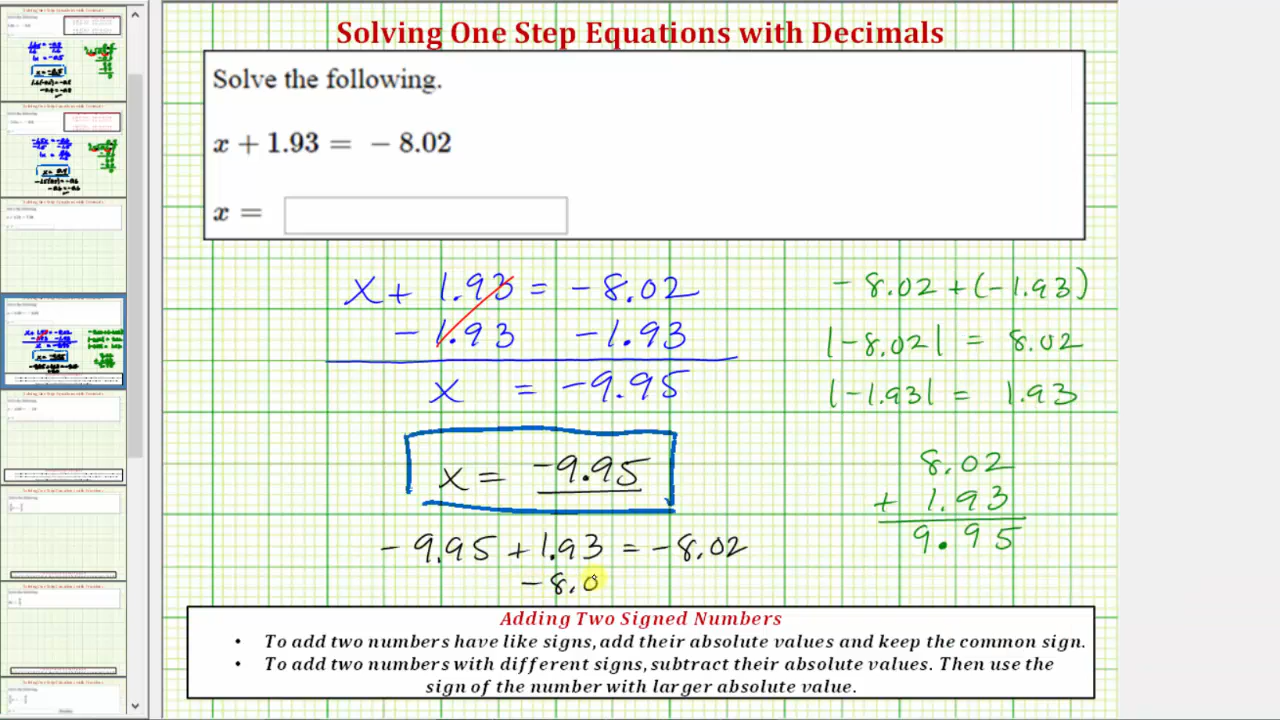 Solving One Step Equations with Decimals
Solve the following.
x + 1.93 = − 8.02
x =
x + 1.93 = −8.02
− 1.93 −1.93
x = −9.95
x = −9.95
−9.95 + 1.93 = −8.02
−8.0
−8.02 + (−1.93)
|−8.02| = 8.02
|−1.93| = 1.93
8.02
+ 1.93
9.95
Adding Two Signed Numbers
• To add two numbers have like signs, add their absolute values and keep the common sign.
• To add two numbers with different signs, subtract their absolute values. Then use the
sign of the number with larger absolute value.